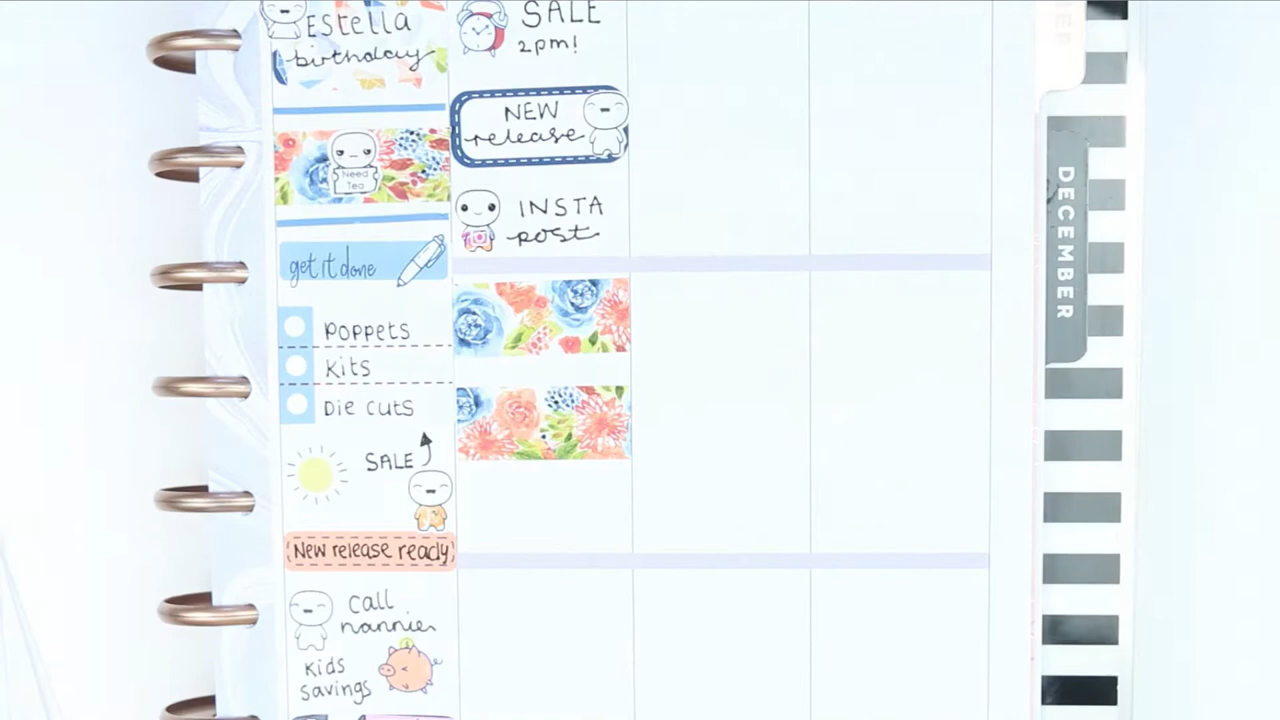 Estella
birthday
Need
Tea
get it done
Poppets
Kits
Die cuts
SALE
New release ready
Call
nannie
Kids
savings
SALE
2pm!
NEW
release
INSTA
post
DECEMBER